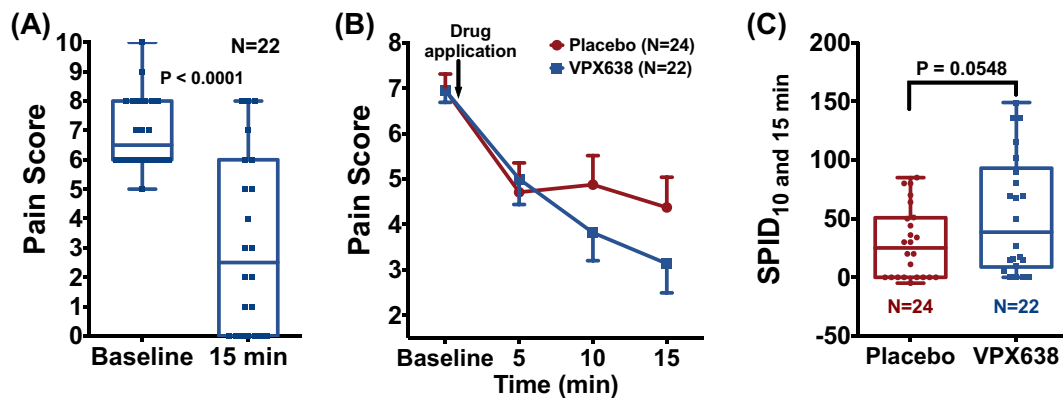 (A)
N=22
P < 0.0001
Pain Score
10
9
8
7
6
5
4
3
2
1
0
Baseline
15 min
(B)
Drug
application
Placebo (N=24)
VPX638 (N=22)
Pain Score
8
7
6
5
4
3
2
Baseline
5
10
15
Time (min)
(C)
P = 0.0548
SPID10 and 15 min
200
150
100
50
0
-50
N=24
N=22
Placebo
VPX638